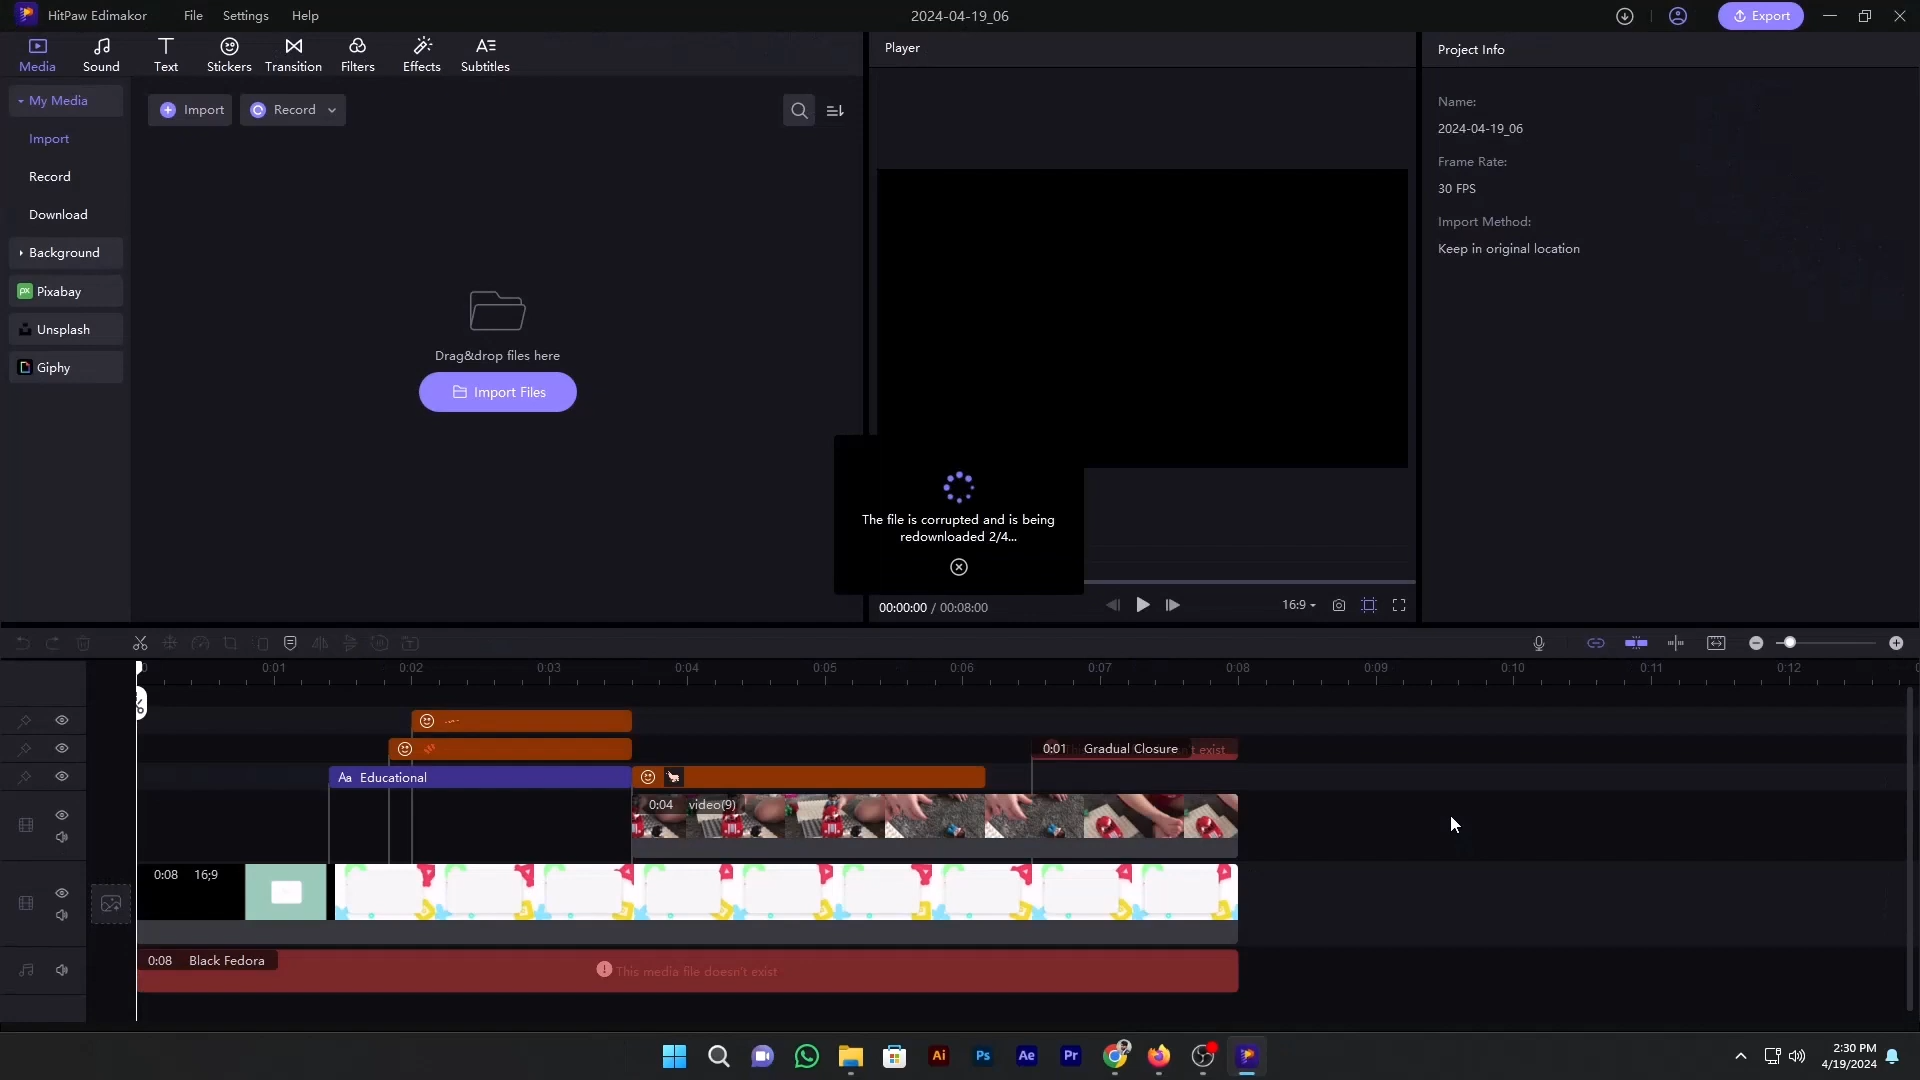 HitPaw Edimakor
File
Settings
Help
2024-04-19_06
Export
Media
Sound
Text
Stickers
Transition
Filters
Effects
Subtitles
Player
Project Info
My Media
Import
Record
Import
Record
Download
Background
Pixabay
Unsplash
Giphy
Drag&drop files here
Import Files
Name:
2024-04-19_06
Frame Rate:
30 FPS
Import Method:
Keep in original location
The file is corrupted and is being
redownloaded 2/4...
00:00:00 / 00:08:00
16:9
0:01
0:02
0:03
0:04
0:05
0:06
0:07
0:08
0:09
0:10
0:11
0:12
0:01 Gradual Closure
't exist
Aa Educational
0:04 video(9)
0:08 16;9
0:08 Black Fedora
This media file doesn't exist
Ai
Ps
Ae
Pr
2:30 PM
4/19/2024